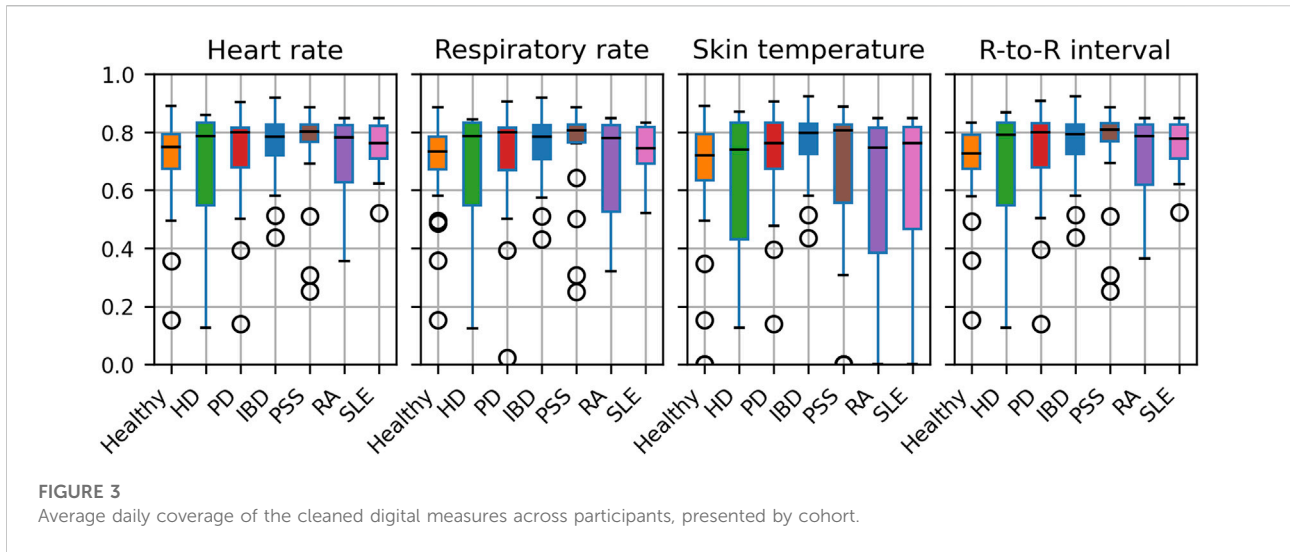 Heart rate
Respiratory rate
Skin temperature
R-to-R interval
1.0
0.8
0.6
0.4
0.2
0.0
Healthy
HD
PD
IBD
PSS
RA
SLE
Healthy
HD
PD
IBD
PSS
RA
SLE
Healthy
HD
PD
IBD
PSS
RA
SLE
Healthy
HD
PD
IBD
PSS
RA
SLE
FIGURE 3
Average daily coverage of the cleaned digital measures across participants, presented by cohort.